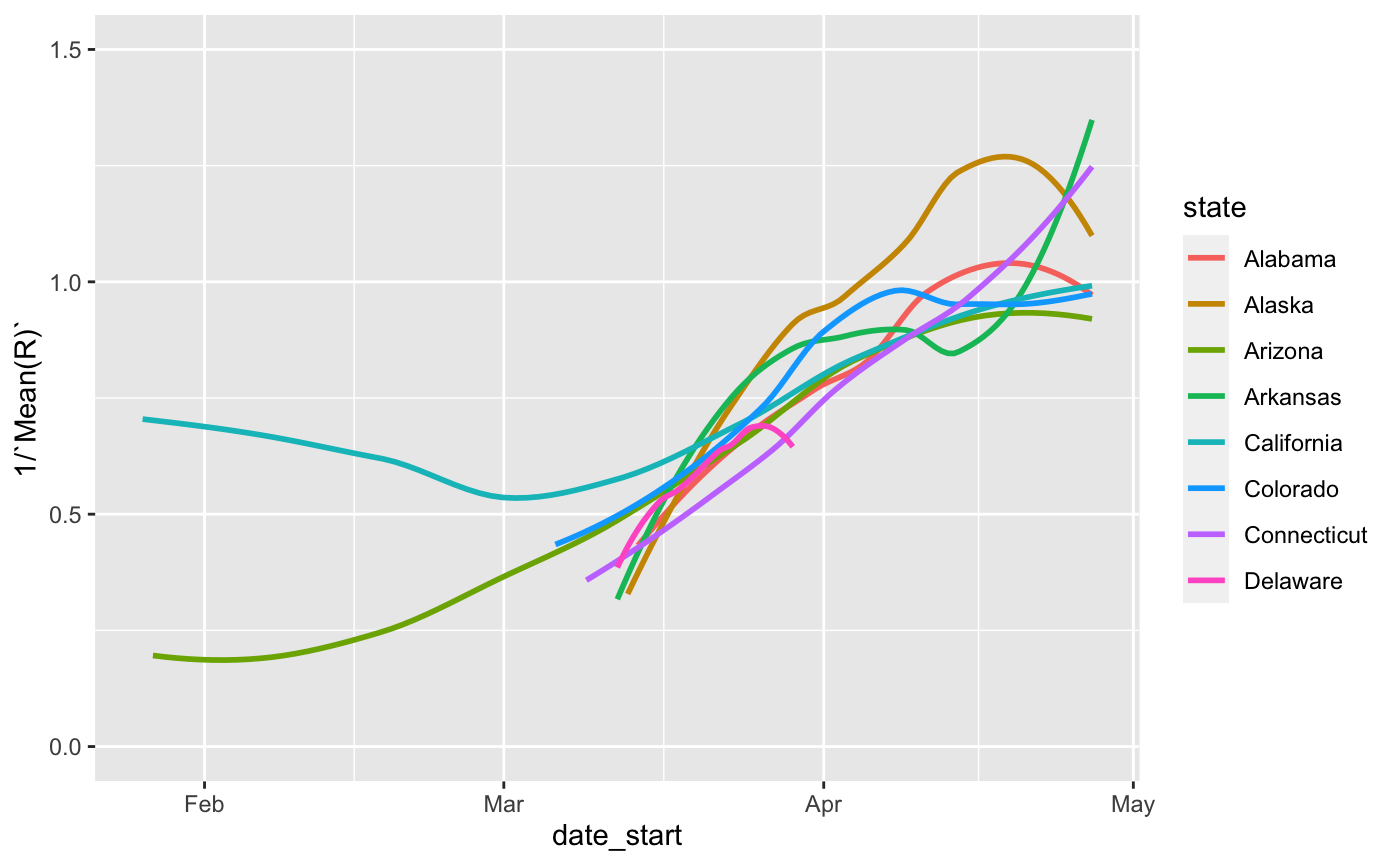 1.5
1.0
0.5
0.0
1/`Mean(R)`
Feb
Mar
Apr
May
date_start
state
Alabama
Alaska
Arizona
Arkansas
California
Colorado
Connecticut
Delaware